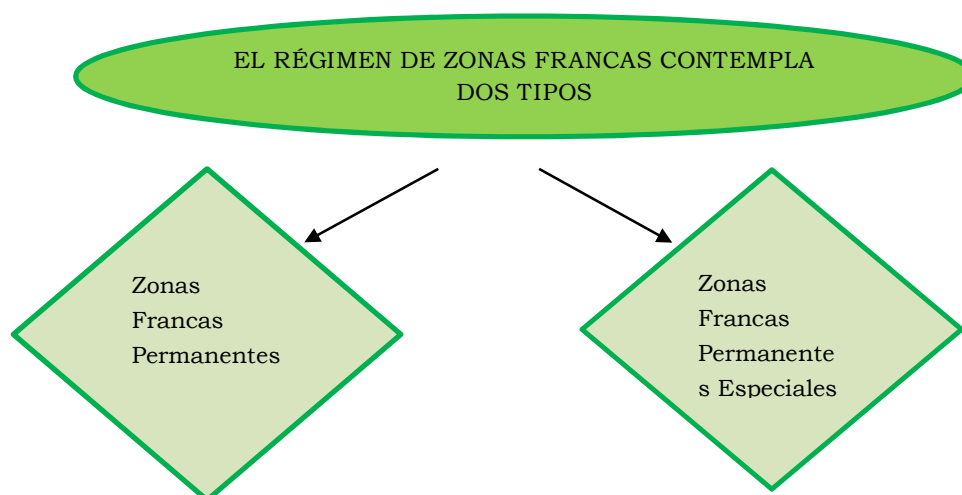 EL RÉGIMEN DE ZONAS FRANCAS CONTEMPLA
DOS TIPOS
Zonas
Francas
Permanentes
Zonas
Francas
Permanente
s Especiales